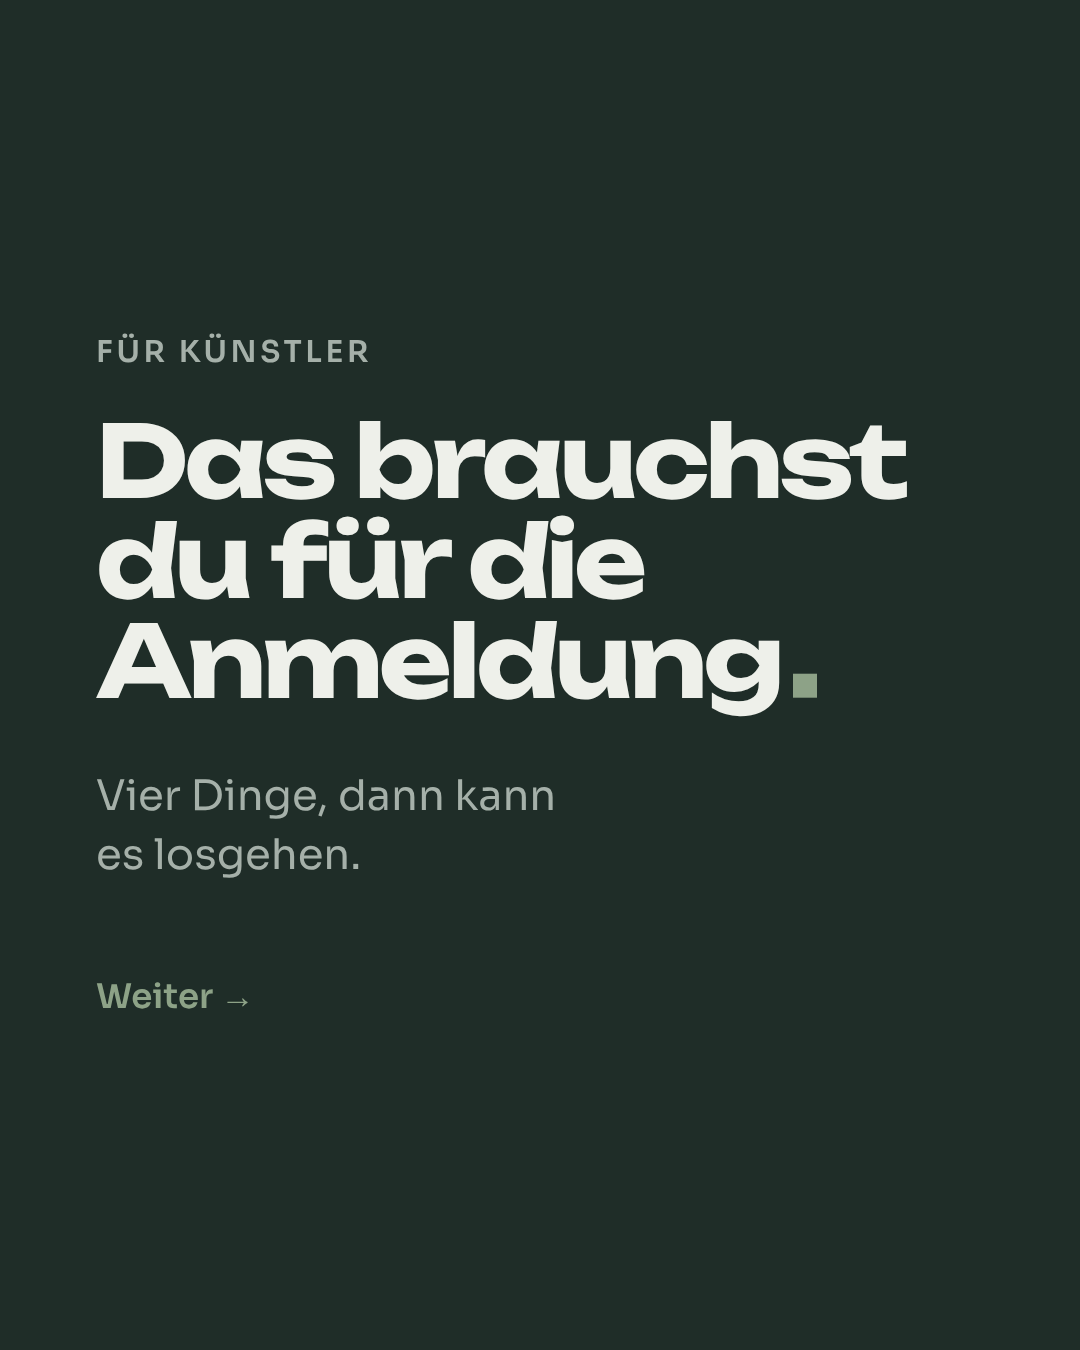 FÜR KÜNSTLER
Das brauchst
du für die
Anmeldung.
Vier Dinge, dann kann
es losgehen.
Weiter →